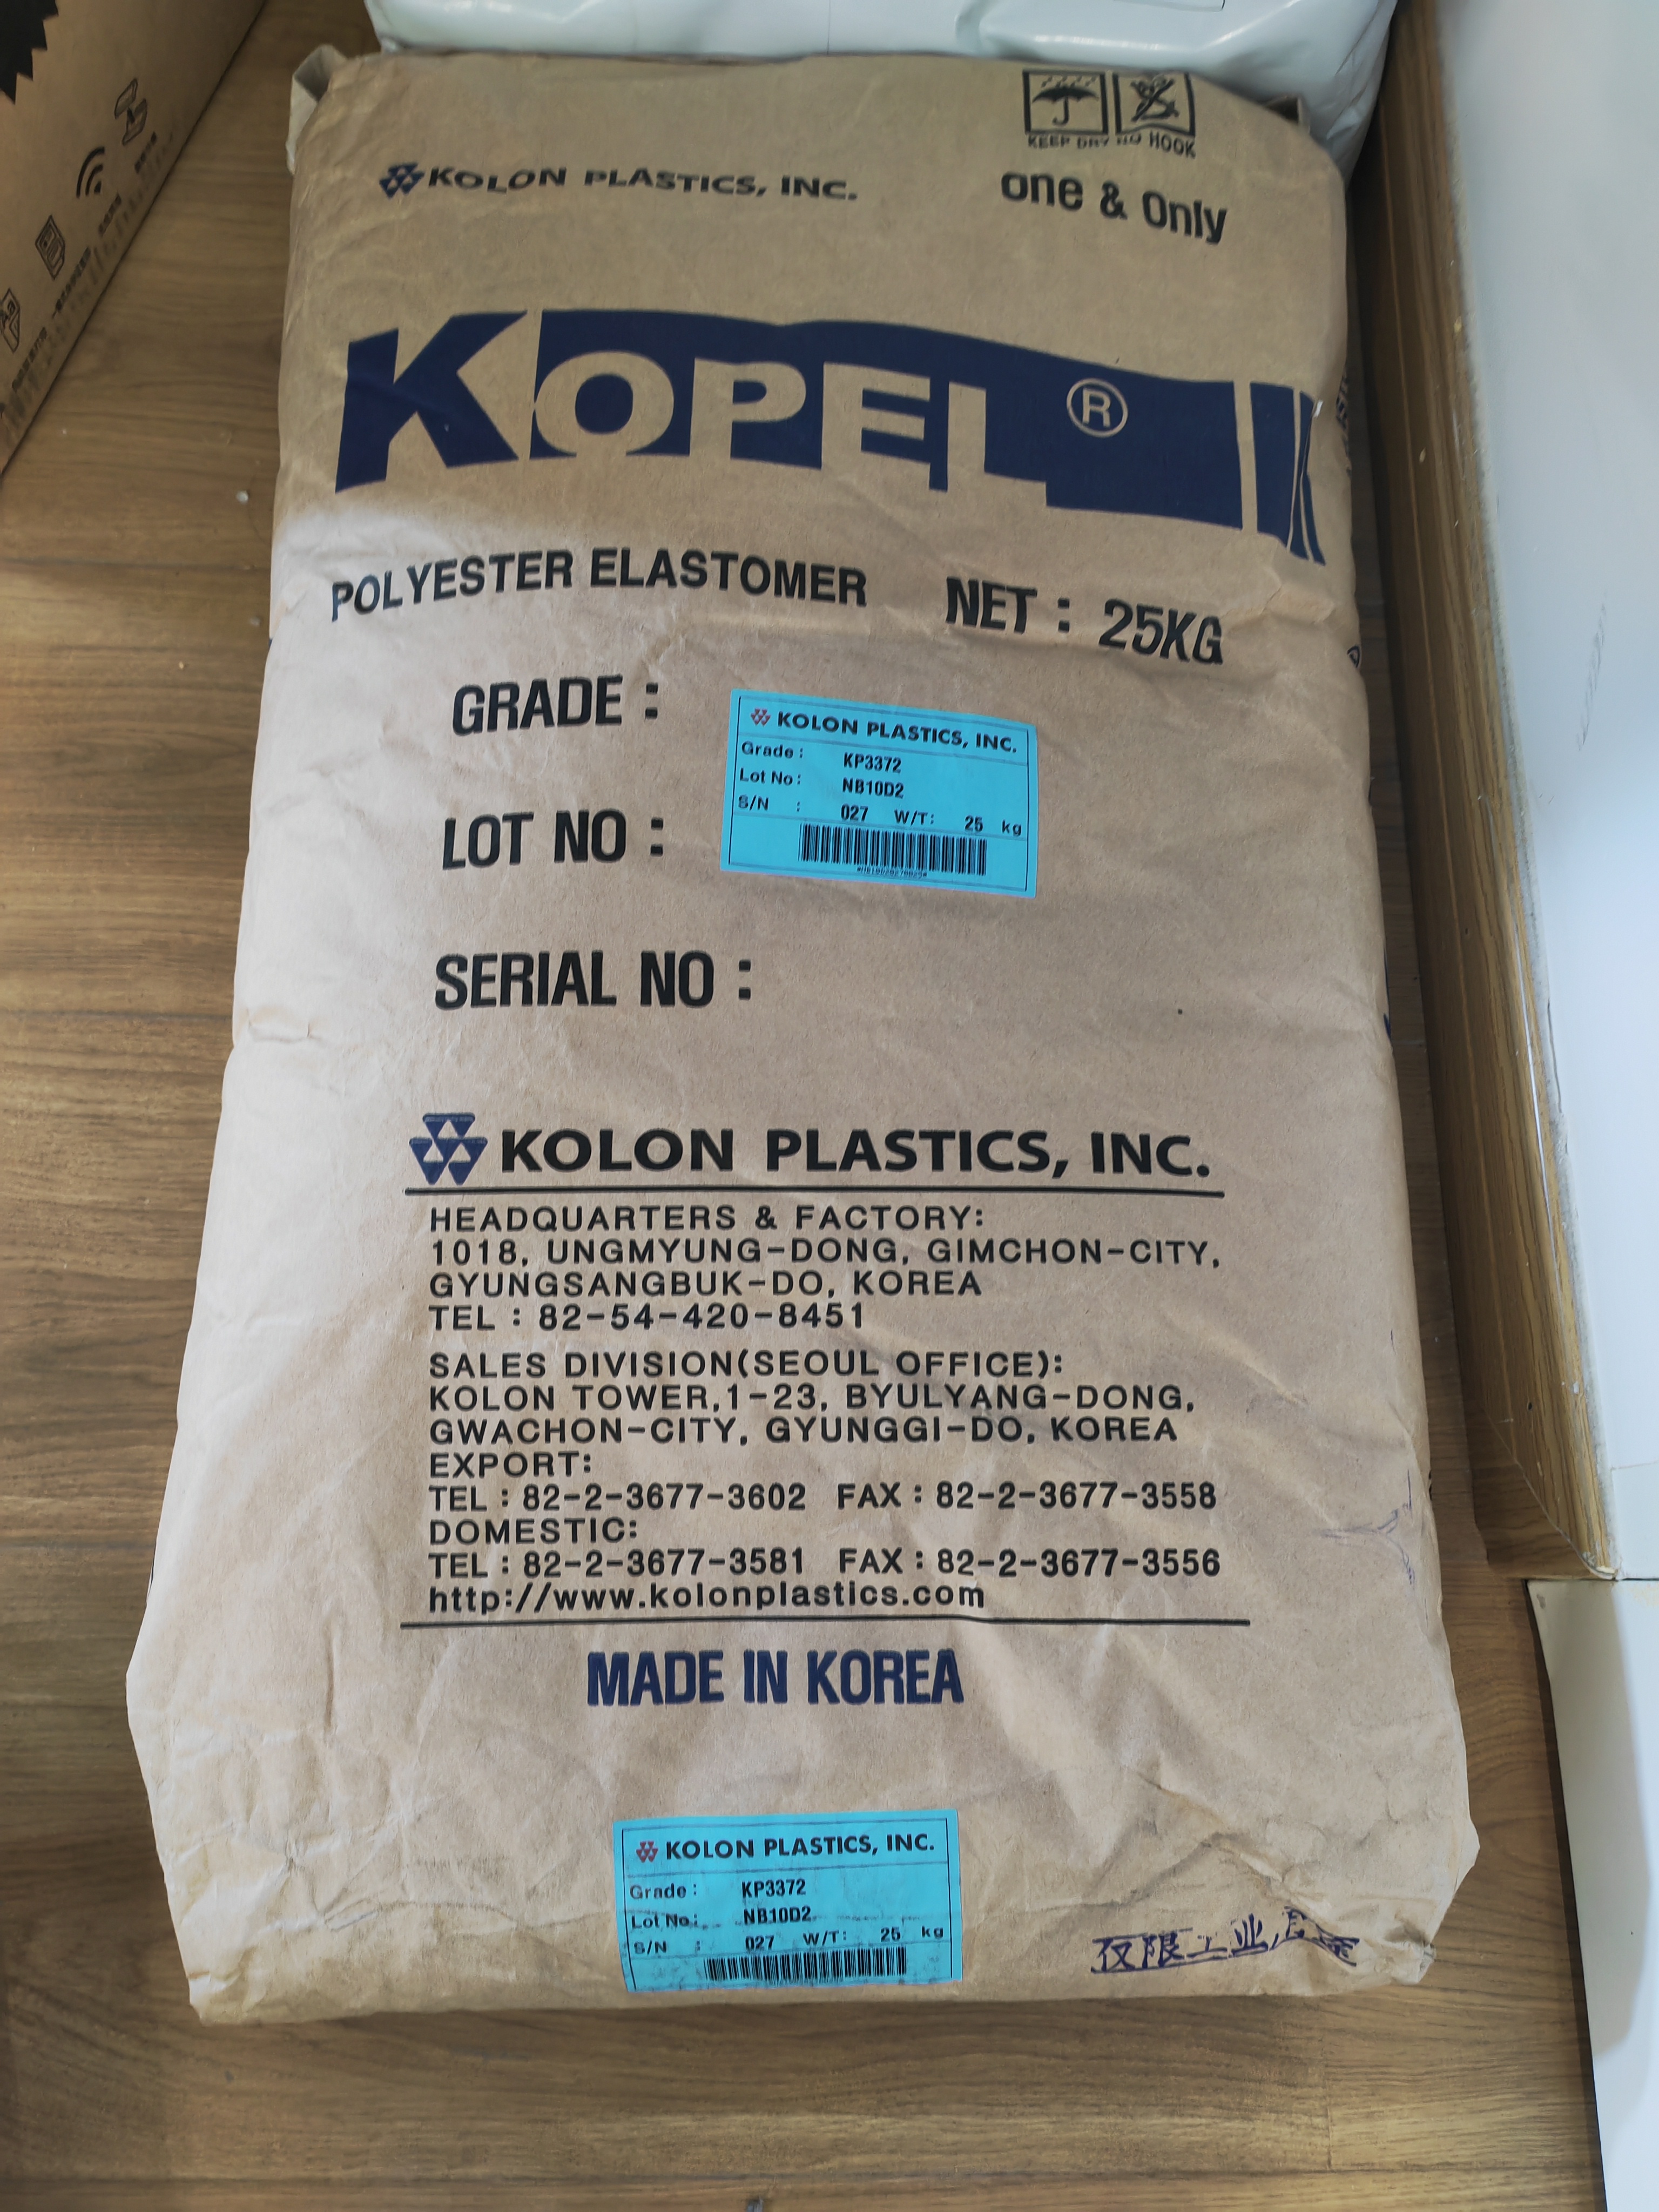 KEEP DRY NO HOOK
KOLON PLASTICS, INC.
One & Only
KOPEL®
POLYESTER ELASTOMER NET : 25KG
GRADE :
LOT NO :
SERIAL NO :
KOLON PLASTICS, INC.
Grade : KP3372
Lot No : NB10D2
S/N : 027 W/T: 25 kg
KOLON PLASTICS, INC.
HEADQUARTERS & FACTORY:
1018, UNGMYUNG-DONG, GIMCHON-CITY,
GYUNGSANGBUK-DO, KOREA
TEL : 82-54-420-8451
SALES DIVISION(SEOUL OFFICE):
KOLON TOWER,1-23, BYULYANG-DONG,
GWACHON-CITY, GYUNGGI-DO, KOREA
EXPORT:
TEL : 82-2-3677-3602 FAX : 82-2-3677-3558
DOMESTIC:
TEL : 82-2-3677-3581 FAX : 82-2-3677-3556
http://www.kolonplastics.com
MADE IN KOREA
KOLON PLASTICS, INC.
Grade : KP3372
Lot No : NB10D2
S/N : 027 W/T: 25 kg
仅限工业